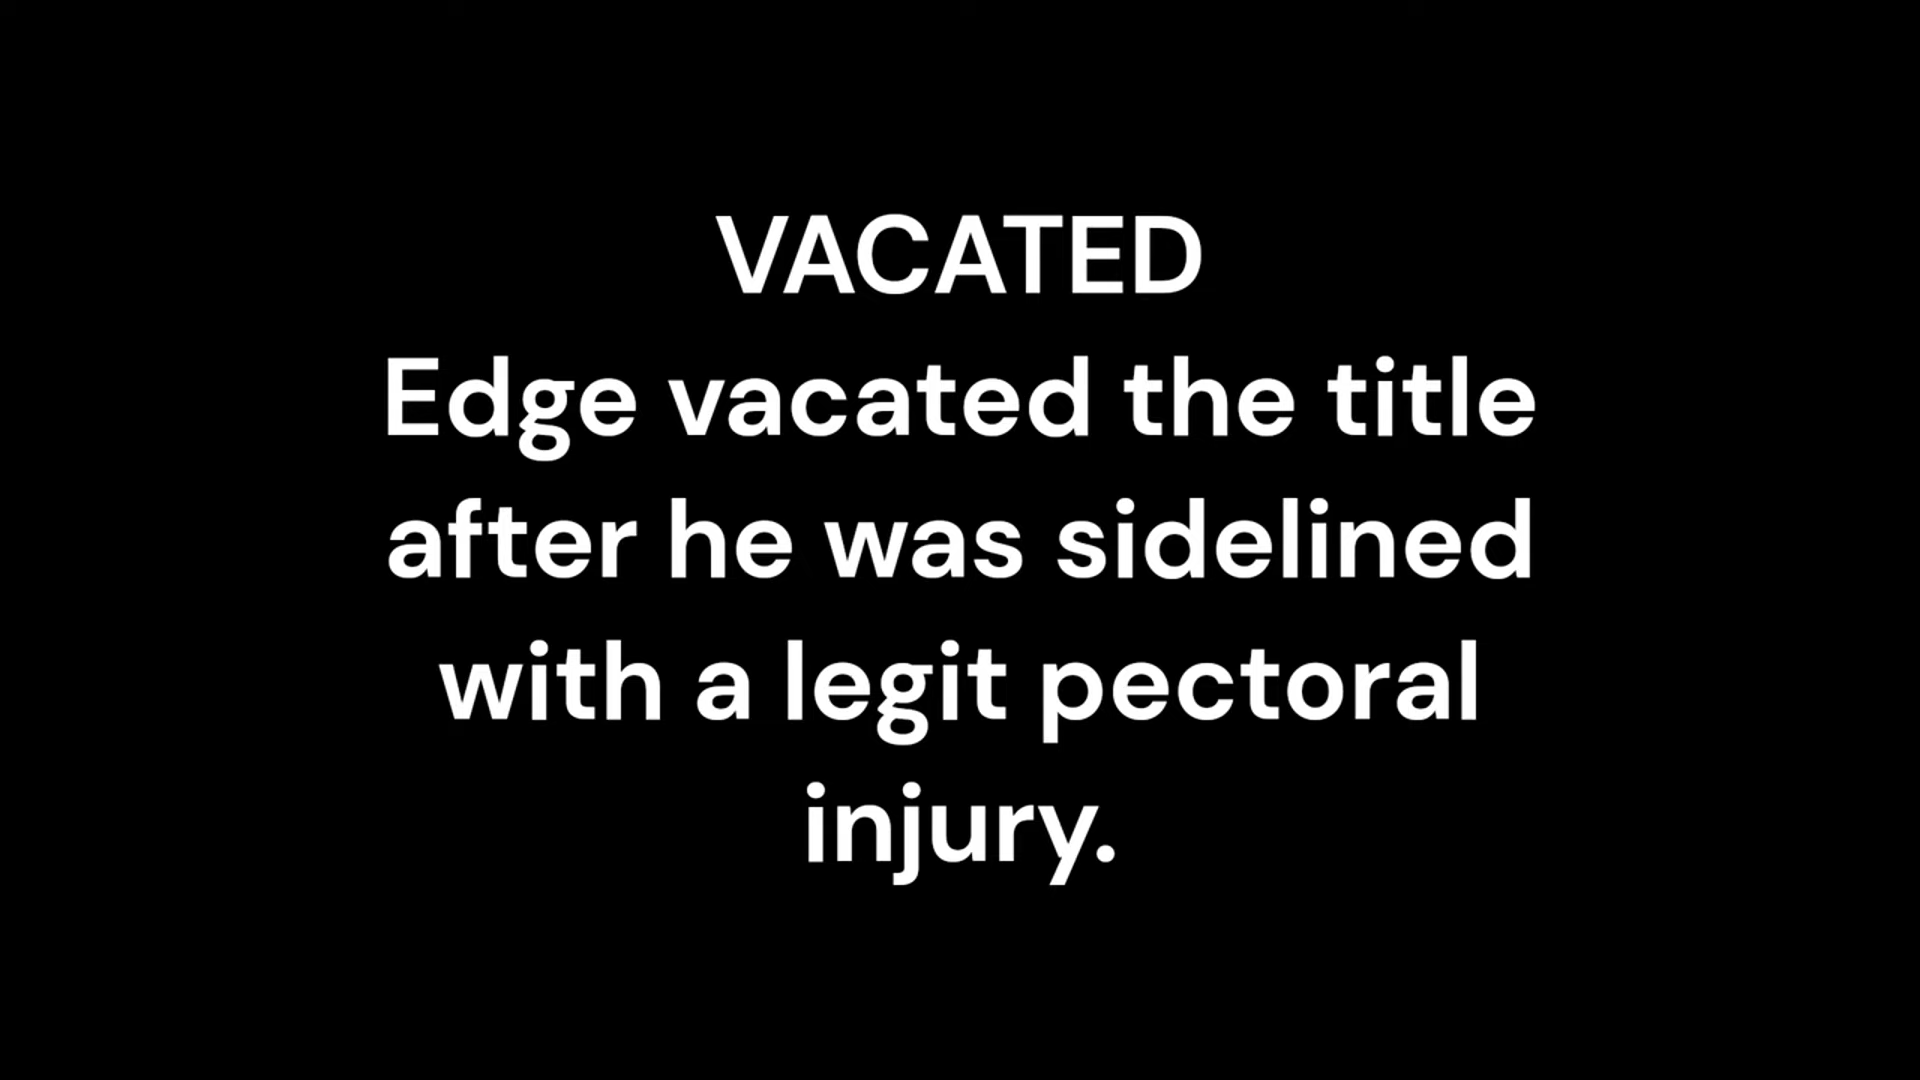 VACATED
Edge vacated the title
after he was sidelined
with a legit pectoral
injury.